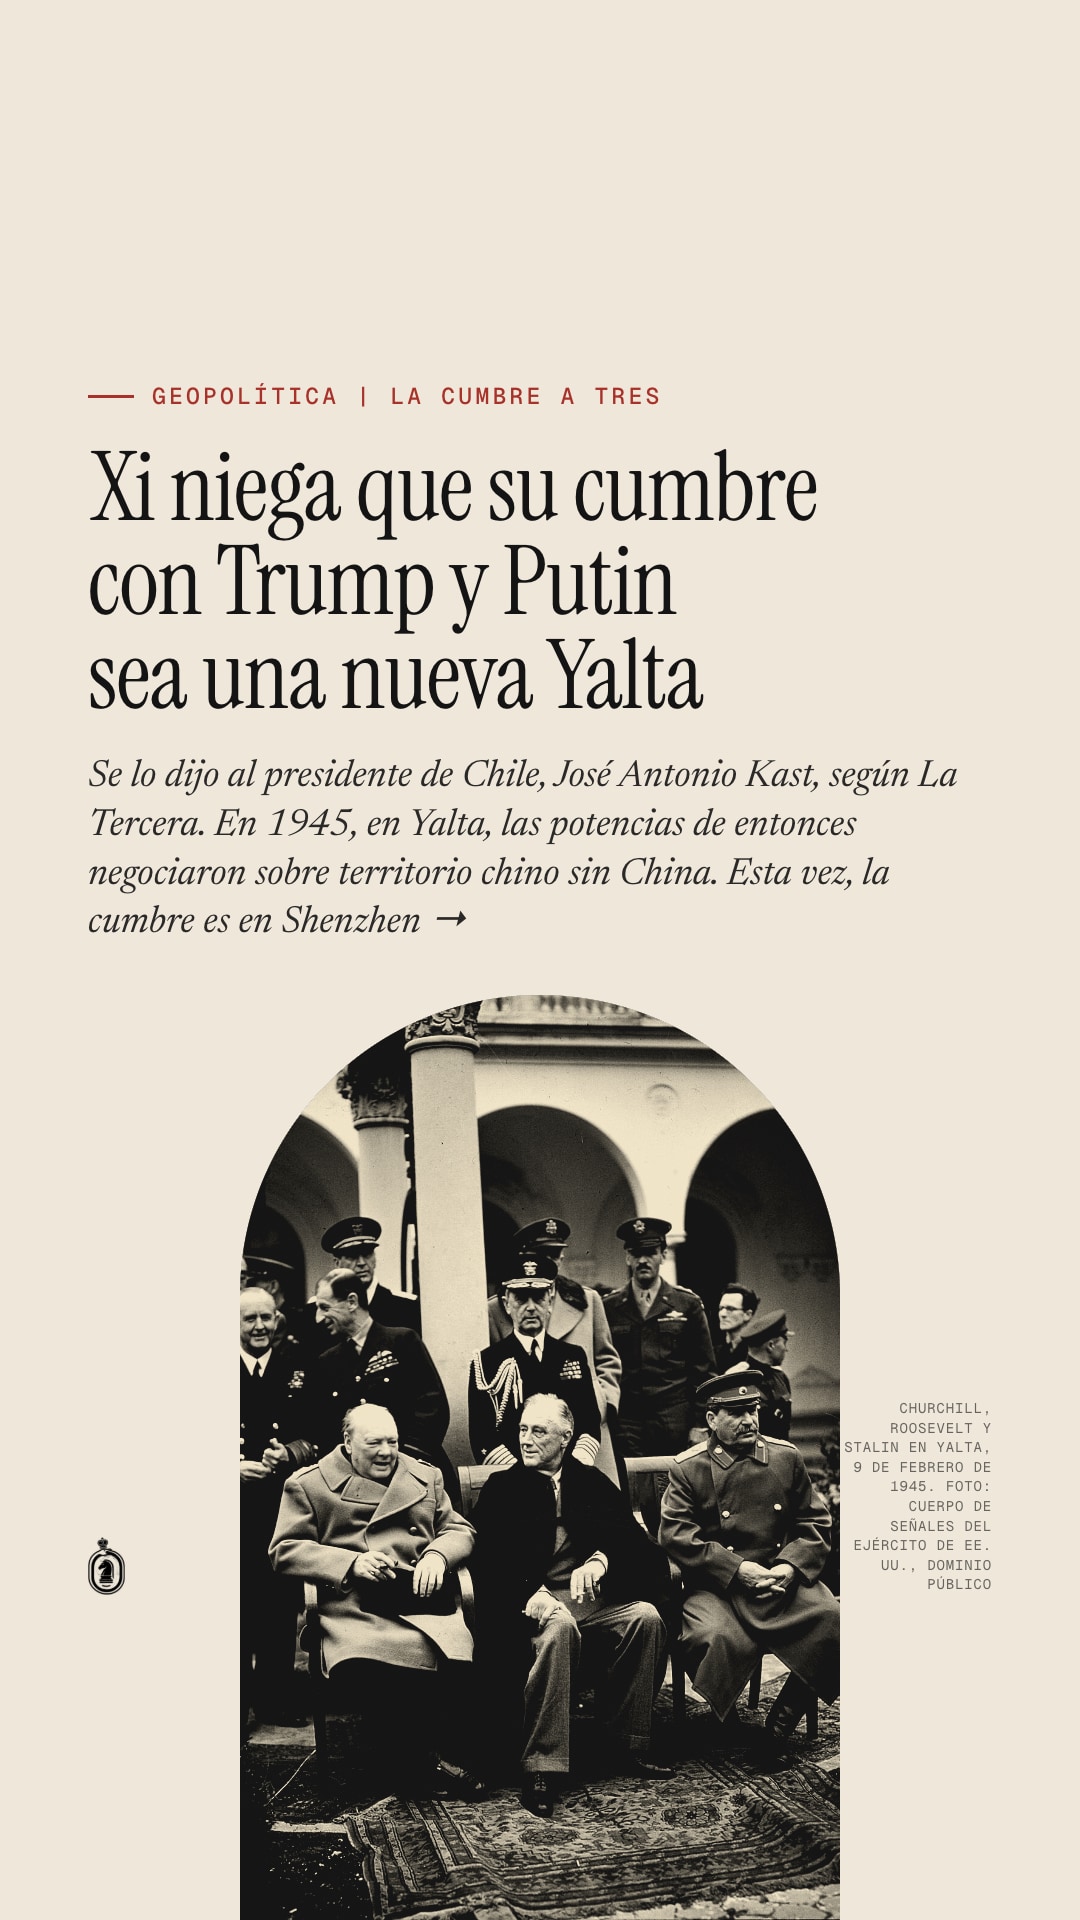 GEOPOLÍTICA | LA CUMBRE A TRES
Xi niega que su cumbre
con Trump y Putin
sea una nueva Yalta
Se lo dijo al presidente de Chile, José Antonio Kast, según La
Tercera. En 1945, en Yalta, las potencias de entonces
negociaron sobre territorio chino sin China. Esta vez, la
cumbre es en Shenzhen →
CHURCHILL,
ROOSEVELT Y
STALIN EN YALTA,
9 DE FEBRERO DE
1945. FOTO:
CUERPO DE
SEÑALES DEL
EJÉRCITO DE EE.
UU., DOMINIO
PÚBLICO